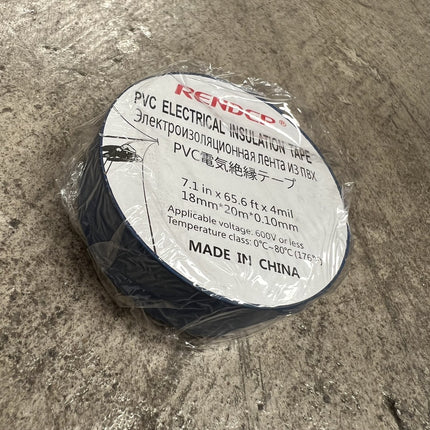 RENDER®
PVC ELECTRICAL INSULATION TAPE
Электроизоляционная лента из пвх
PVC電気絶縁テープ
7.1 in x 65.6 ft x 4mil
18mm*20m*0.10mm
Applicable voltage: 600V or less
Temperature class: 0℃~80℃
MADE IN CHINA